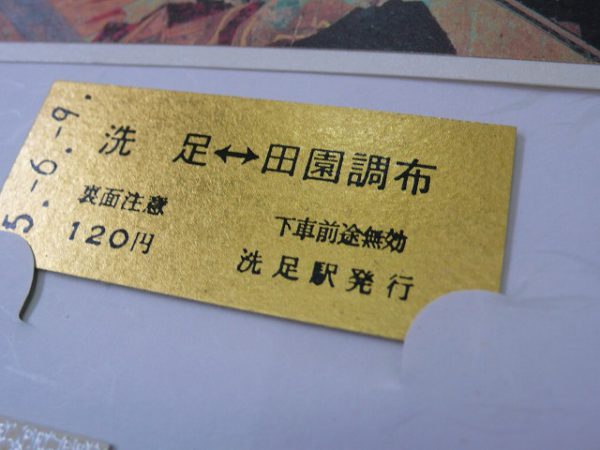 5.-6.-9.
洗足↔田園調布
裏面注意
120円
下車前途無効
洗足駅発行